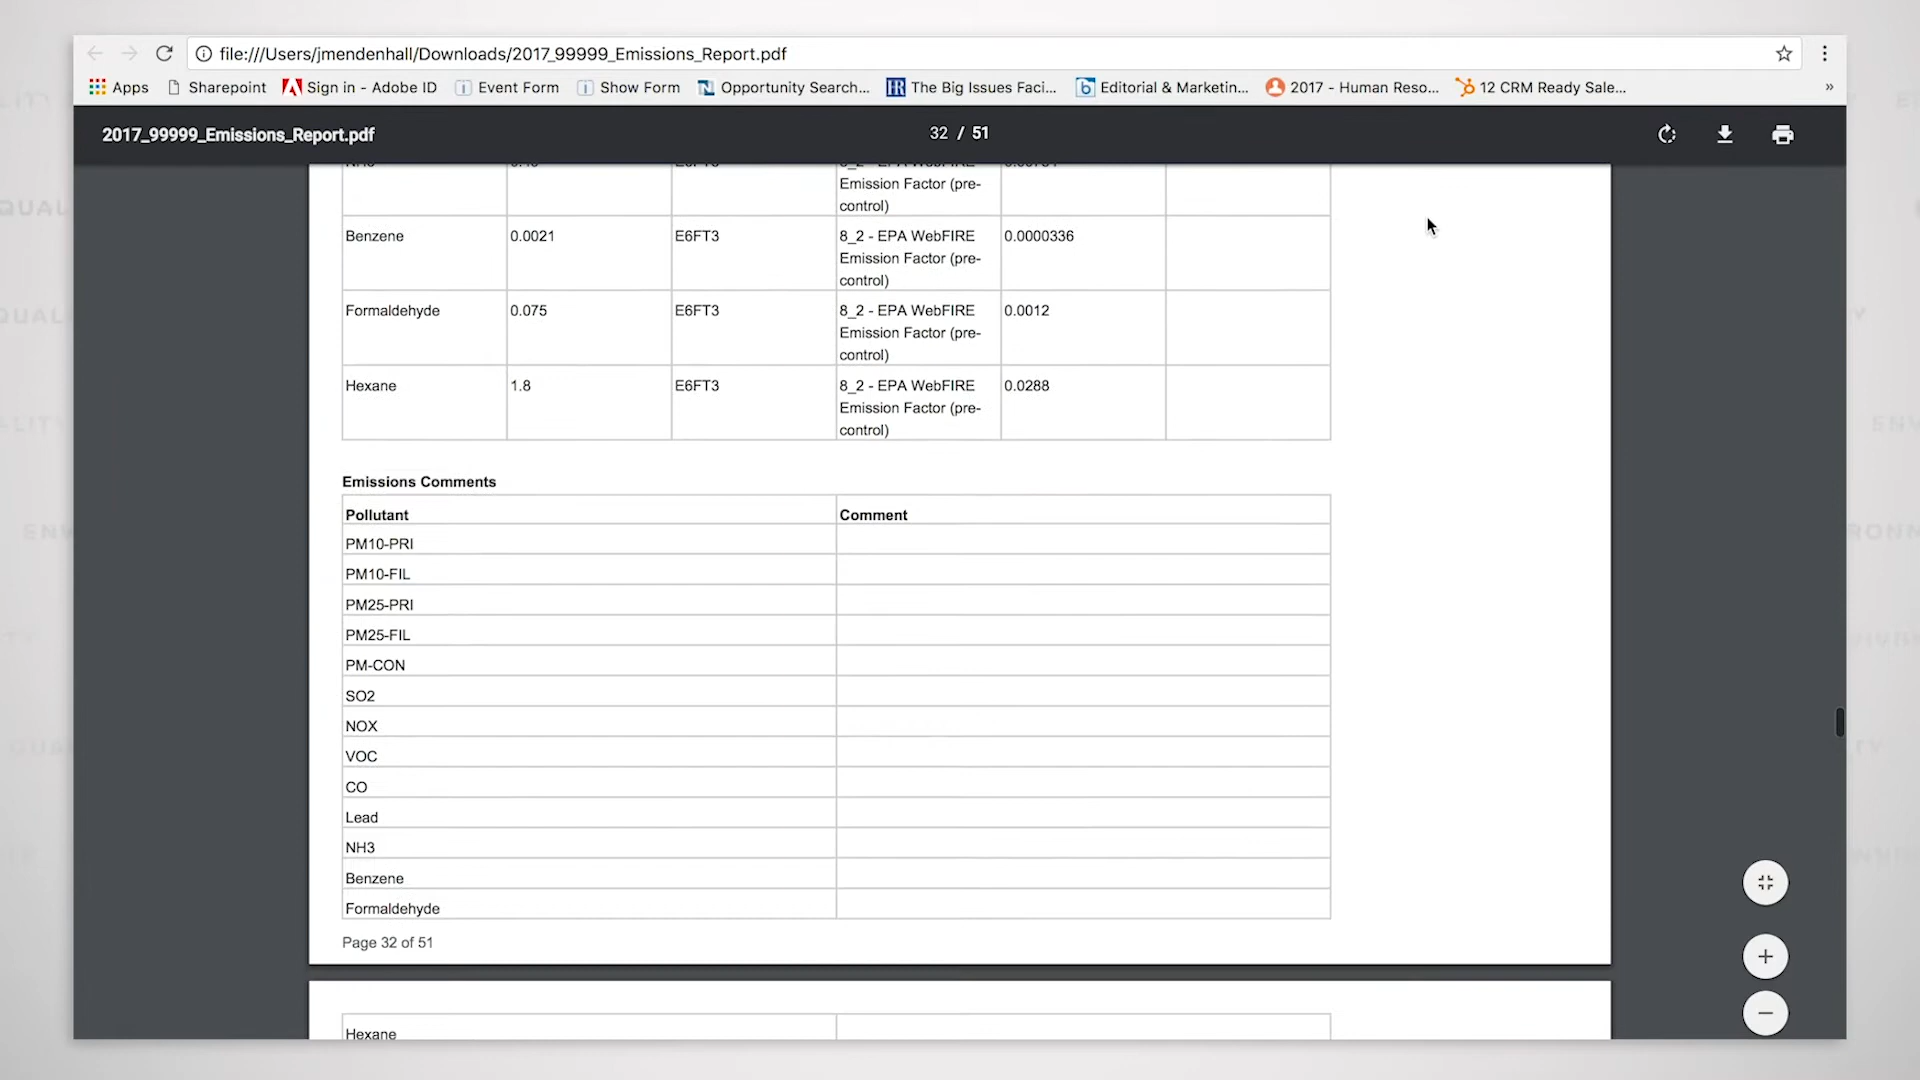 file:///Users/jmendenhall/Downloads/2017_99999_Emissions_Report.pdf
Apps Sharepoint Sign in - Adobe ID Event Form Show Form Opportunity Search... The Big Issues Faci... Editorial & Marketin... 2017 - Human Reso... 12 CRM Ready Sale... »
2017_99999_Emissions_Report.pdf 32 / 51
Emission Factor (pre-
control)
Benzene 0.0021 E6FT3 8_2 - EPA WebFIRE 0.0000336
Emission Factor (pre-
control)
Formaldehyde 0.075 E6FT3 8_2 - EPA WebFIRE 0.0012
Emission Factor (pre-
control)
Hexane 1.8 E6FT3 8_2 - EPA WebFIRE 0.0288
Emission Factor (pre-
control)
Emissions Comments
Pollutant Comment
PM10-PRI
PM10-FIL
PM25-PRI
PM25-FIL
PM-CON
SO2
NOX
VOC
CO
Lead
NH3
Benzene
Formaldehyde
Page 32 of 51
Hexane